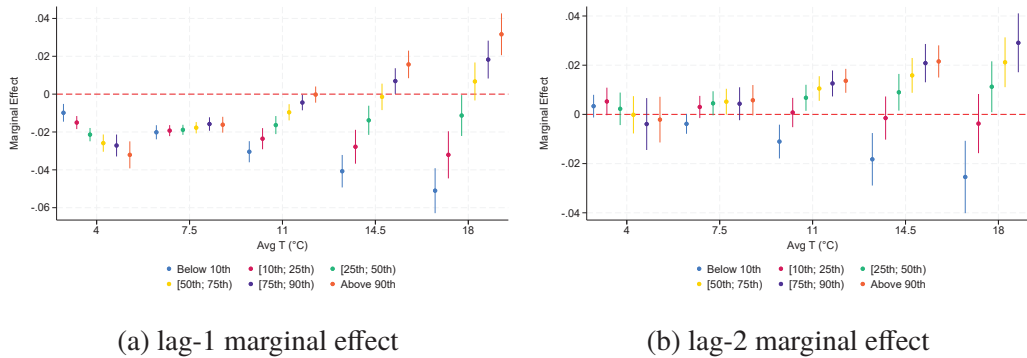 .04
.02
0
-.02
-.04
-.06
Marginal Effect
4 7.5 11 14.5 18
Avg T (°C)
Below 10th [10th; 25th) [25th; 50th)
[50th; 75th) [75th; 90th) Above 90th
(a) lag-1 marginal effect
.04
.02
0
-.02
-.04
Marginal Effect
4 7.5 11 14.5 18
Avg T (°C)
Below 10th [10th; 25th) [25th; 50th)
[50th; 75th) [75th; 90th) Above 90th
(b) lag-2 marginal effect